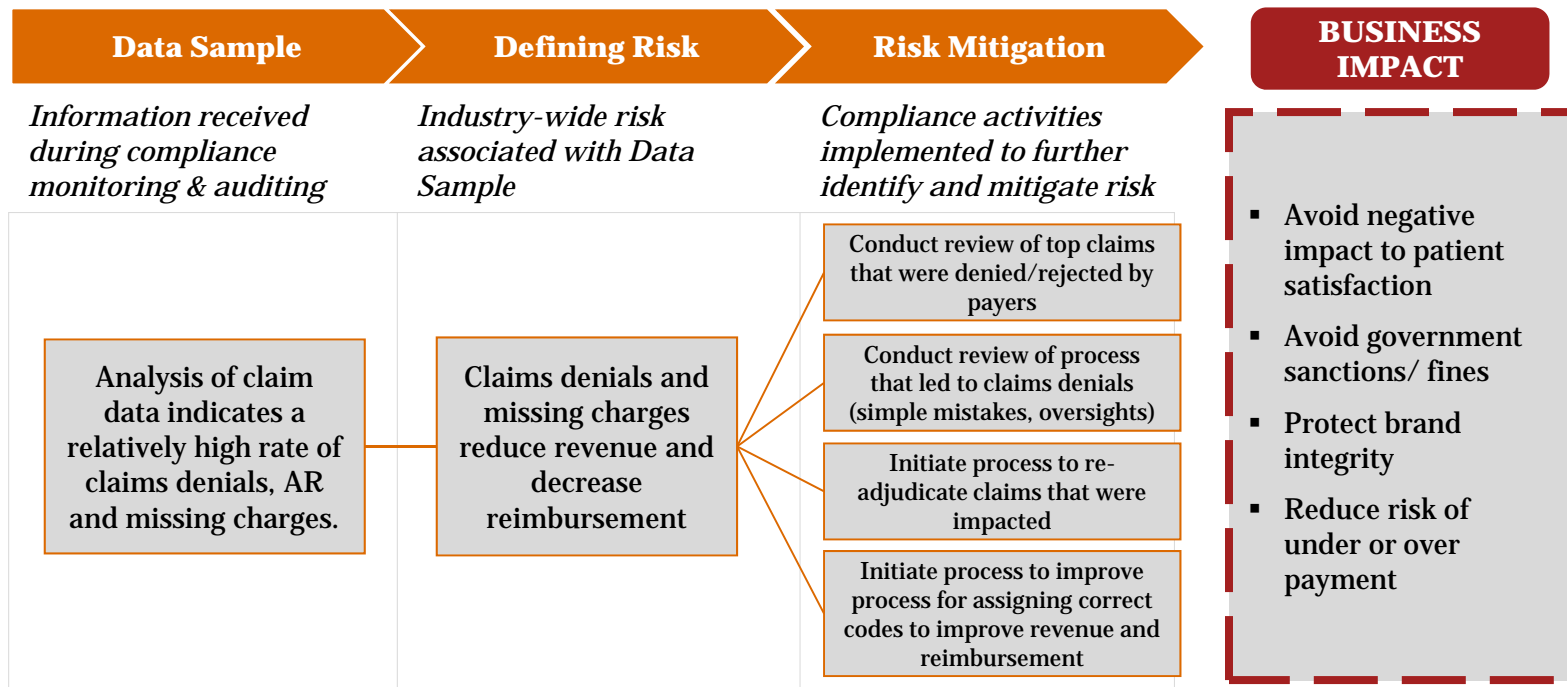 Data Sample
Defining Risk
Risk Mitigation
BUSINESS
IMPACT
Information received
during compliance
monitoring & auditing
Industry-wide risk
associated with Data
Sample
Compliance activities
implemented to further
identify and mitigate risk
Analysis of claim
data indicates a
relatively high rate of
claims denials, AR
and missing charges.
Claims denials and
missing charges
reduce revenue and
decrease
reimbursement
Conduct review of top claims
that were denied/rejected by
payers
Conduct review of process
that led to claims denials
(simple mistakes, oversights)
Initiate process to re-
adjudicate claims that were
impacted
Initiate process to improve
process for assigning correct
codes to improve revenue and
reimbursement
▪ Avoid negative
impact to patient
satisfaction
▪ Avoid government
sanctions/ fines
▪ Protect brand
integrity
▪ Reduce risk of
under or over
payment